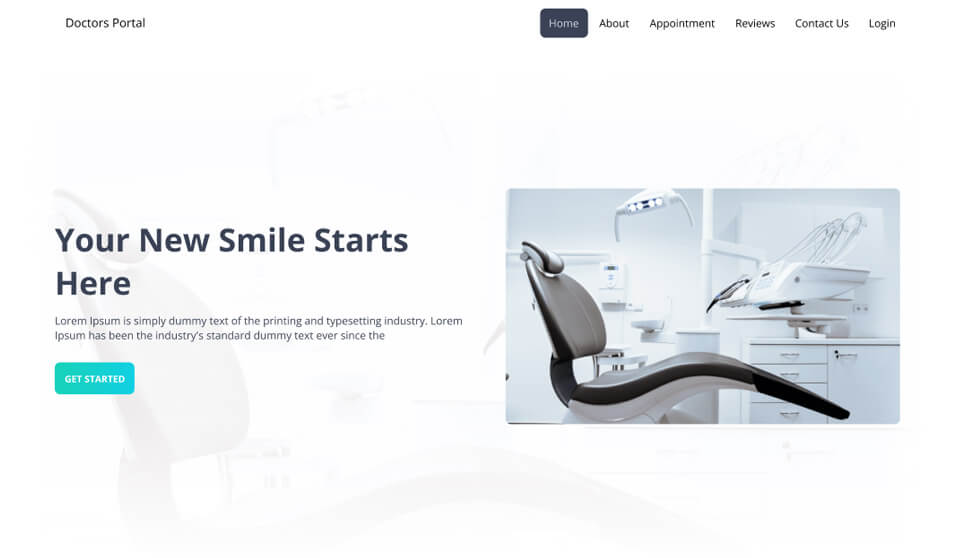 Doctors Portal
Home
About
Appointment
Reviews
Contact Us
Login
Your New Smile Starts
Here
Lorem Ipsum is simply dummy text of the printing and typesetting industry. Lorem
Ipsum has been the industry's standard dummy text ever since the
GET STARTED